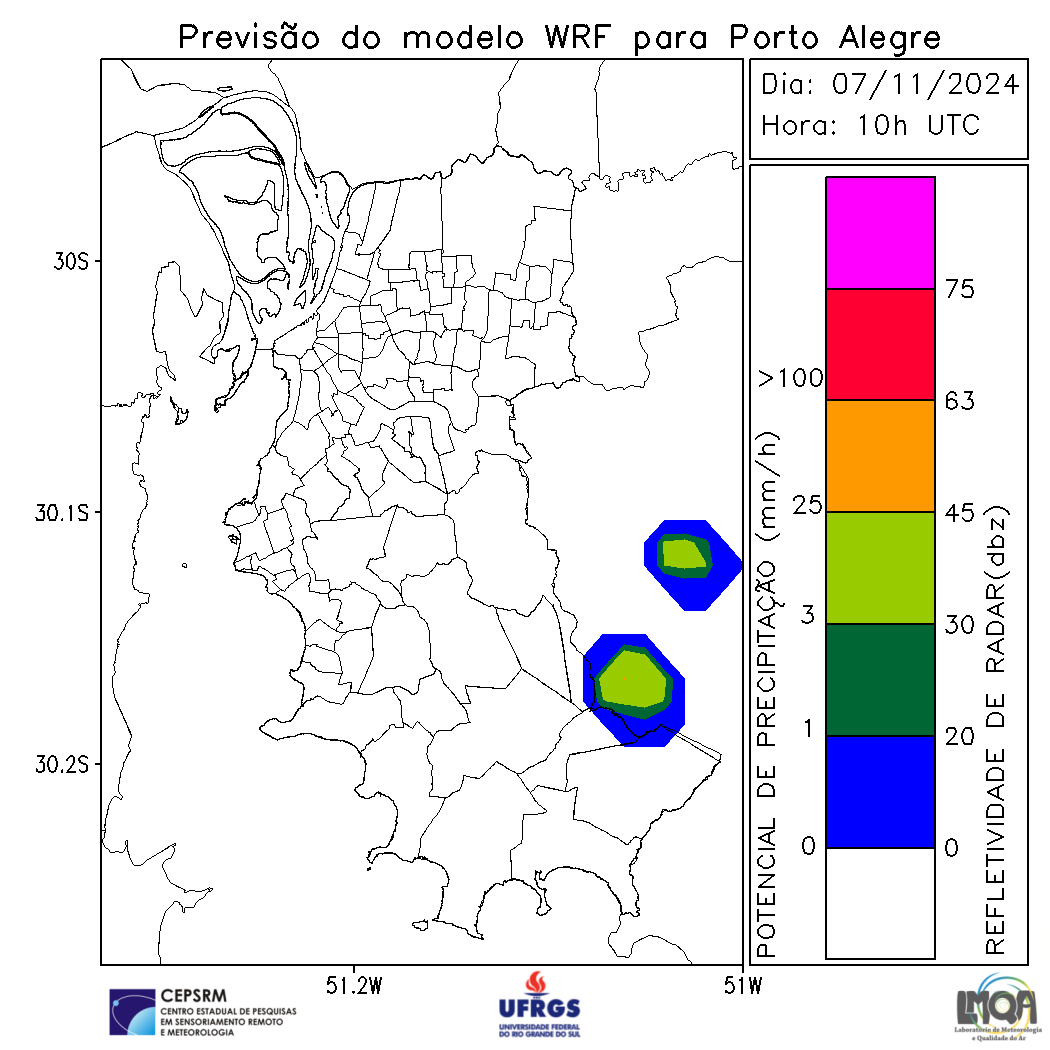 Previsão do modelo WRF para Porto Alegre
Dia: 07/11/2024
Hora: 10h UTC
30S
30.1S
30.2S
51.2W
51W
POTENCIAL DE PRECIPITAÇÃO (mm/h)
>100
25
3
1
0
75
63
45
30
20
0
REFLETIVIDADE DE RADAR(dbz)
CEPSRM
CENTRO ESTADUAL DE PESQUISAS
EM SENSORIAMENTO REMOTO
E METEOROLOGIA
UFRGS
UNIVERSIDADE FEDERAL
DO RIO GRANDE DO SUL
LMQA
Laboratório de Meteorologia
e Qualidade do Ar